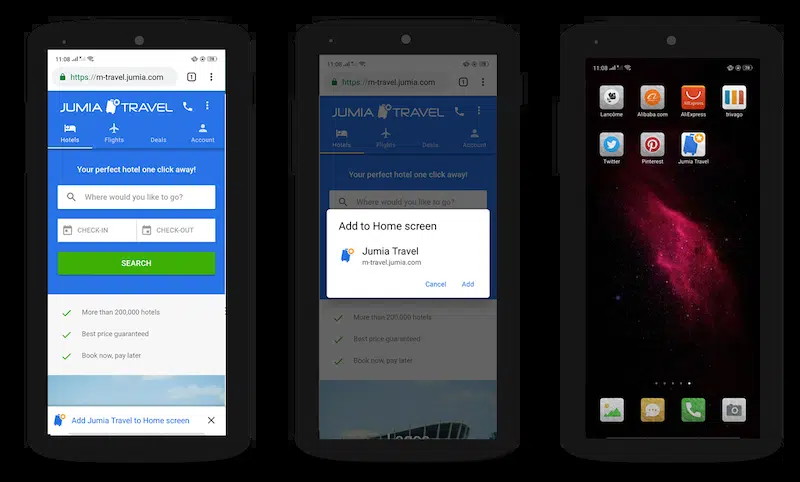 11:08
https://m-travel.jumia.com
1
JUMIA TRAVEL
Hotels Flights Deals Account
Your perfect hotel one click away!
Where would you like to go?
CHECK-IN CHECK-OUT
SEARCH
More than 200,000 hotels
Best price guaranteed
Book now, pay later
Add Jumia Travel to Home screen
11:08
https://m-travel.jumia.com
1
JUMIA TRAVEL
Hotels Flights Deals Account
Your perfect hotel one click away!
Where would you like to go?
Add to Home screen
Jumia Travel
m-travel.jumia.com
Cancel Add
More than 200,000 hotels
Best price guaranteed
Book now, pay later
Lagos
11:08
AliExpress
trivago
Lancôme Alibaba.com AliExpress trivago
Twitter Pinterest Jumia Travel